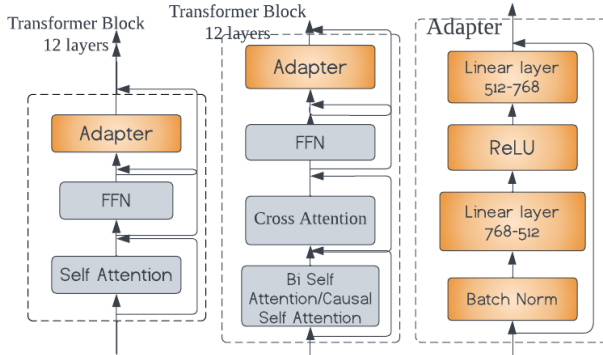 Transformer Block
12 layers
Adapter
FFN
Self Attention
Transformer Block
12 layers
Adapter
FFN
Cross Attention
Bi Self
Attention/Causal
Self Attention
Adapter
Linear layer
512-768
ReLU
Linear layer
768-512
Batch Norm